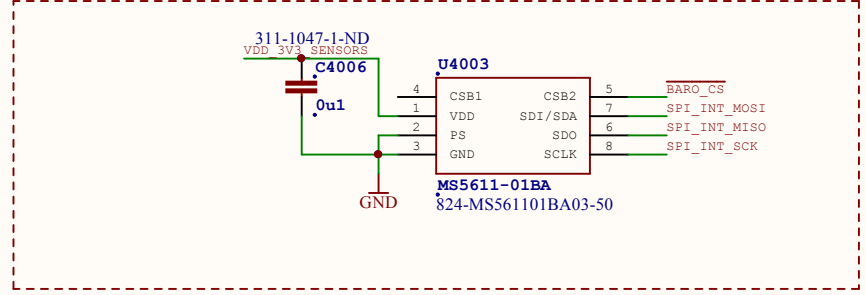 311-1047-1-ND
VDD_3V3_SENSORS
C4006
0u1
U4003
4 CSB1 CSB2 5 BARO_CS
1 VDD SDI/SDA 7 SPI_INT_MOSI
2 PS SDO 6 SPI_INT_MISO
3 GND SCLK 8 SPI_INT_SCK
MS5611-01BA
GND
824-MS561101BA03-50